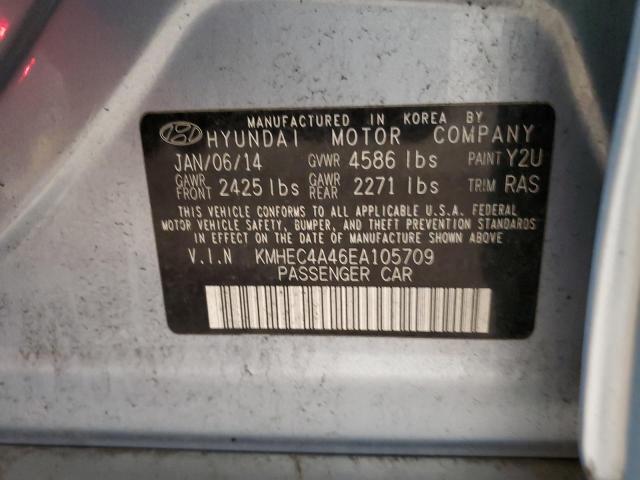 MANUFACTURED IN KOREA BY
HYUNDAI MOTOR COMPANY
JAN/06/14 GVWR 4586 lbs PAINT Y2U
GAWR FRONT 2425 lbs GAWR REAR 2271 lbs TRIM RAS
THIS VEHICLE CONFORMS TO ALL APPLICABLE U.S.A. FEDERAL
MOTOR VEHICLE SAFETY, BUMPER, AND THEFT PREVENTION STANDARDS
IN EFFECT ON THE DATE OF MANUFACTURE SHOWN ABOVE
V.I.N KMHEC4A46EA105709
PASSENGER CAR